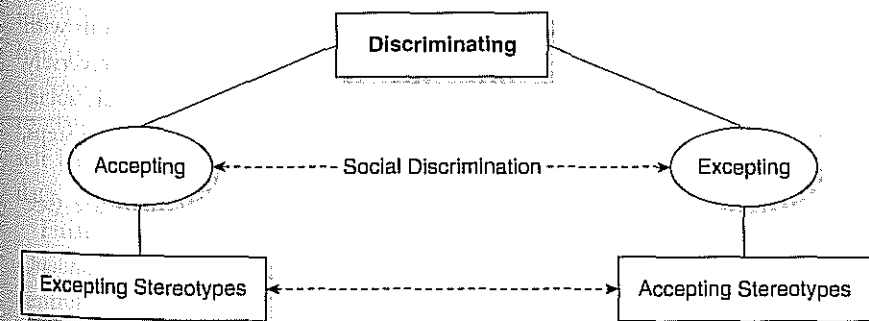 Discriminating
Accepting
Social Discrimination
Excepting
Excepting Stereotypes
Accepting Stereotypes